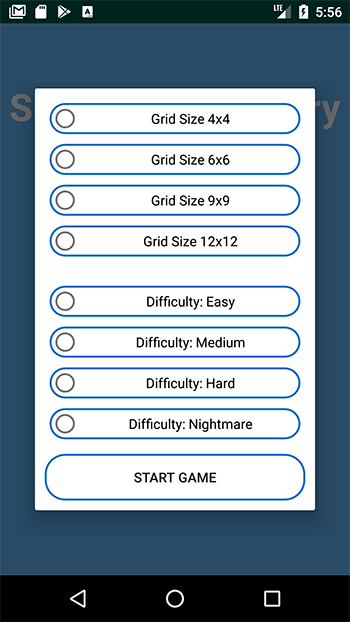 LTE
5:56
Grid Size 4x4
Grid Size 6x6
Grid Size 9x9
Grid Size 12x12
Difficulty: Easy
Difficulty: Medium
Difficulty: Hard
Difficulty: Nightmare
START GAME